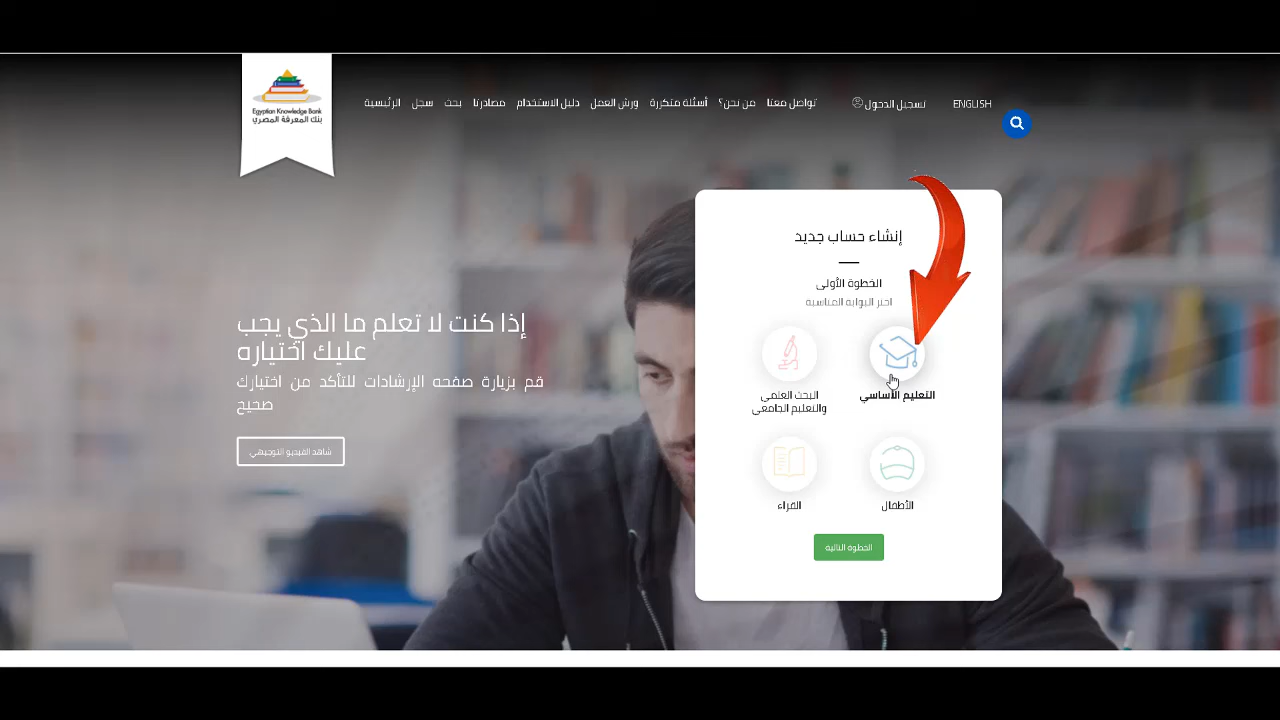 Egyptian Knowledge Bank
بنك المعرفة المصري
الرئيسية سجل بحث مصادرنا دليل الاستخدام ورش العمل أسئلة متكررة من نحن؟ تواصل معنا تسجيل الدخول ENGLISH
إنشاء حساب جديد
الخطوة الأولى
اختر البوابة المناسبة
التعليم الأساسي
البحث العلمي
والتعليم الجامعي
الأطفال
القراء
الخطوة التالية
إذا كنت لا تعلم ما الذي يجب
عليك اختياره
قم بزيارة صفحه الإرشادات للتأكد من اختيارك
صحيح
شاهد الفيديو التوجيهي